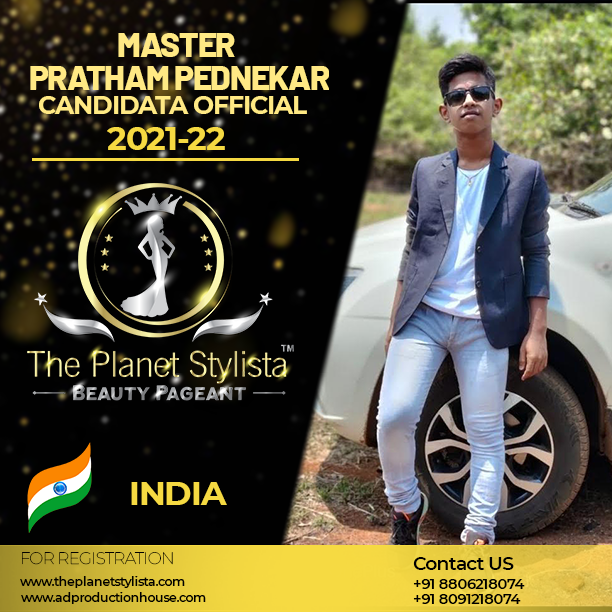 MASTER
PRATHAM PEDNEKAR
CANDIDATA OFFICIAL
2021-22
The Planet Stylista™
BEAUTY PAGEANT
INDIA
FOR REGISTRATION
www.theplanetstylista.com
www.adproductionhouse.com
Contact US
+91 8806218074
+91 8091218074